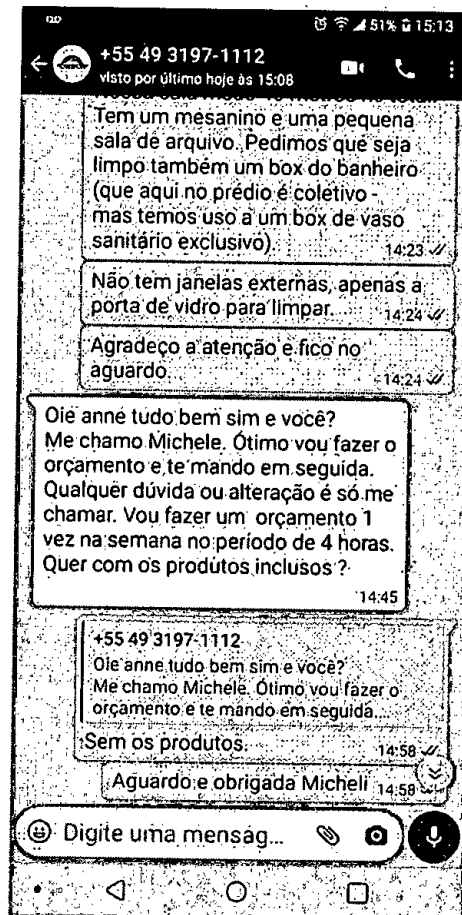 51% 15:13
+55 49 3197-1112
visto por último hoje às 15:08
Tem um mesanino e uma pequena
sala de arquivo. Pedimos que seja
limpo também um box do banheiro
(que aqui no prédio é coletivo -
mas temos uso a um box de vaso
sanitário exclusivo)
14:23
Não tem janelas externas, apenas a
porta de vidro para limpar.
14:24
Agradeço a atenção e fico no
aguardo
14:24
Oie anne tudo bem sim e você?
Me chamo Michele. Ótimo vou fazer o
orçamento e te mando em seguida.
Qualquer dúvida ou alteração é só me
chamar. Vou fazer um orçamento 1
vez na semana no período de 4 horas.
Quer com os produtos inclusos ?
14:45
+55 49 3197-1112
Oie anne tudo bem sim e você?
Me chamo Michele. Ótimo vou fazer o
orçamento e te mando em seguida....
Sem os produtos.
14:58
Aguardo e obrigada Micheli 14:58
Digite uma mensag...